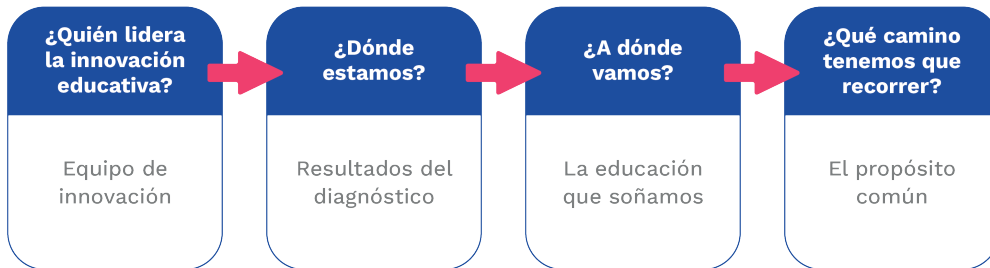 ¿Quién lidera
la innovación
educativa?
Equipo de
innovación
¿Dónde
estamos?
Resultados del
diagnóstico
¿A dónde
vamos?
La educación
que soñamos
¿Qué camino
tenemos que
recorrer?
El propósito
común